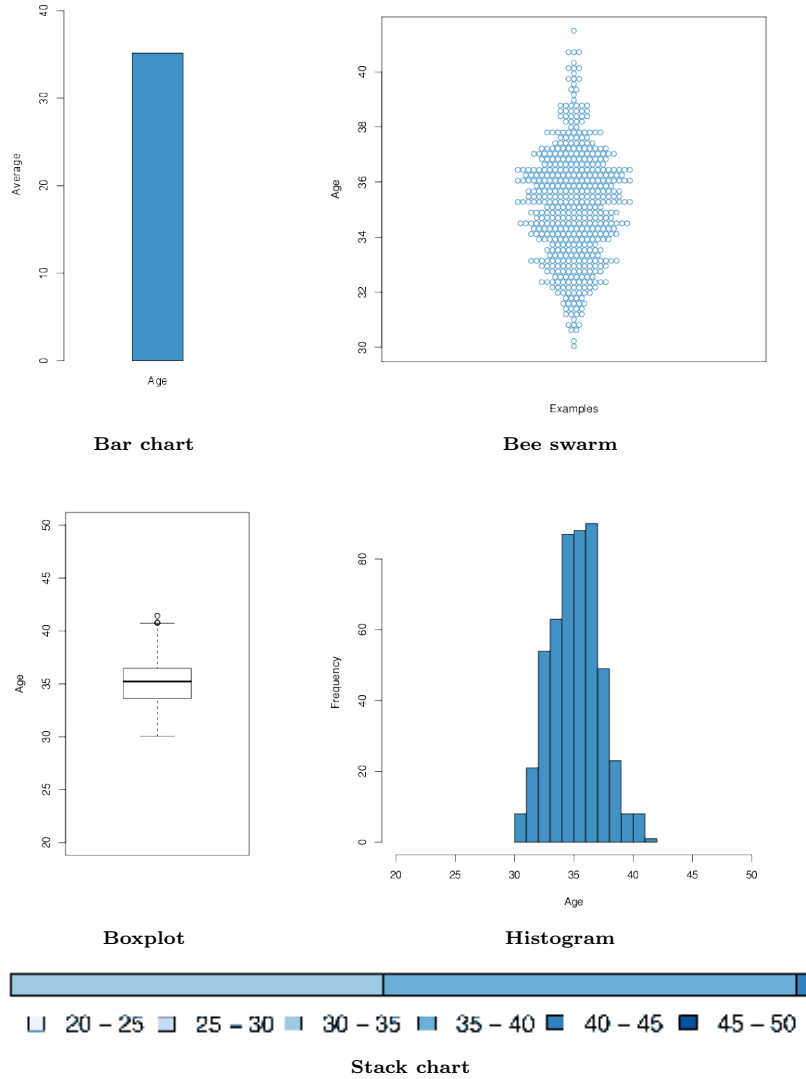 40
30
20
10
0
Average
Age
Bar chart
40
38
36
34
32
30
Age
Examples
Bee swarm
50
45
40
35
30
25
20
Age
Boxplot
80
60
40
20
0
Frequency
20 25 30 35 40 45 50
Age
Histogram
20 – 25 25 – 30 30 – 35 35 – 40 40 – 45 45 – 50
Stack chart